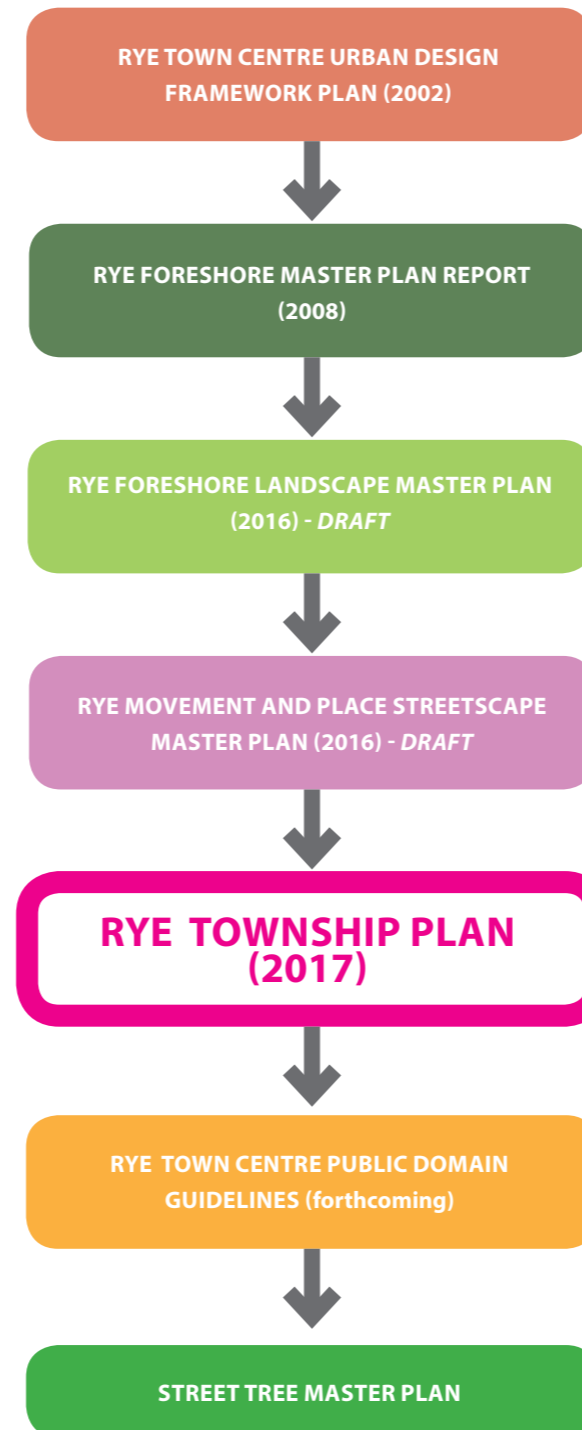 RYE TOWN CENTRE URBAN DESIGN
FRAMEWORK PLAN (2002)
RYE FORESHORE MASTER PLAN REPORT
(2008)
RYE FORESHORE LANDSCAPE MASTER PLAN
(2016) - DRAFT
RYE MOVEMENT AND PLACE STREETSCAPE
MASTER PLAN (2016) - DRAFT
RYE TOWNSHIP PLAN
(2017)
RYE TOWN CENTRE PUBLIC DOMAIN
GUIDELINES (forthcoming)
STREET TREE MASTER PLAN